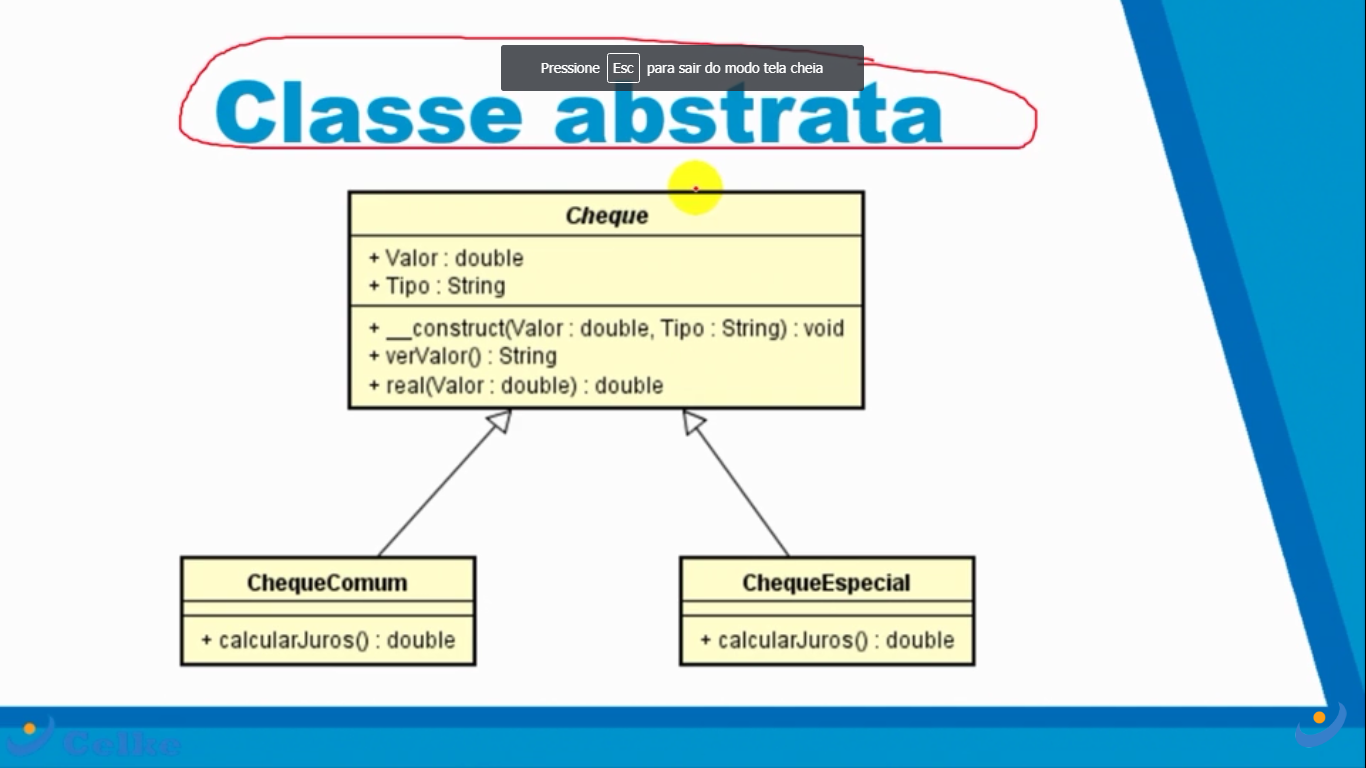 Pressione Esc para sair do modo tela cheia
Classe abstrata
Cheque
+ Valor : double
+ Tipo : String
+ __construct(Valor : double, Tipo : String) : void
+ verValor() : String
+ real(Valor : double) : double
ChequeComum
+ calcularJuros() : double
ChequeEspecial
+ calcularJuros() : double
Celke